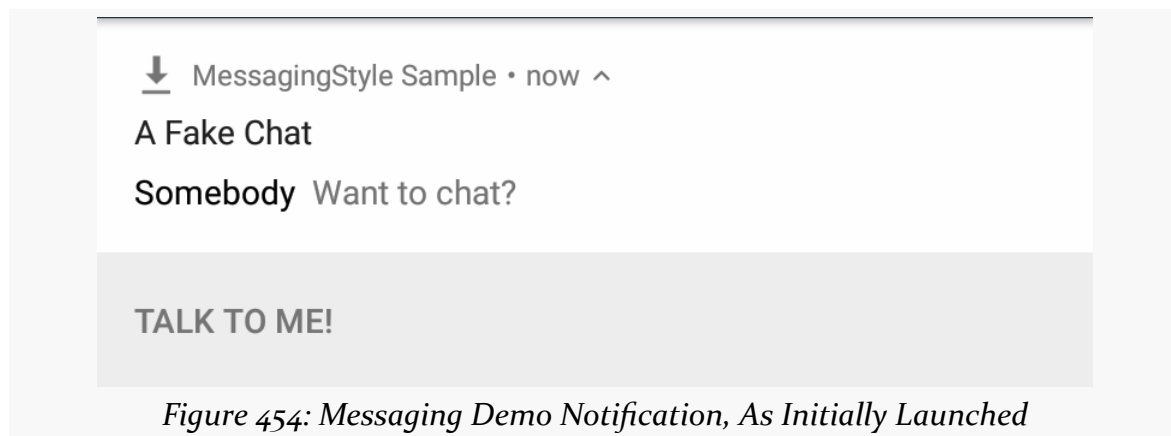 MessagingStyle Sample • now
A Fake Chat
Somebody Want to chat?
TALK TO ME!
Figure 454: Messaging Demo Notification, As Initially Launched